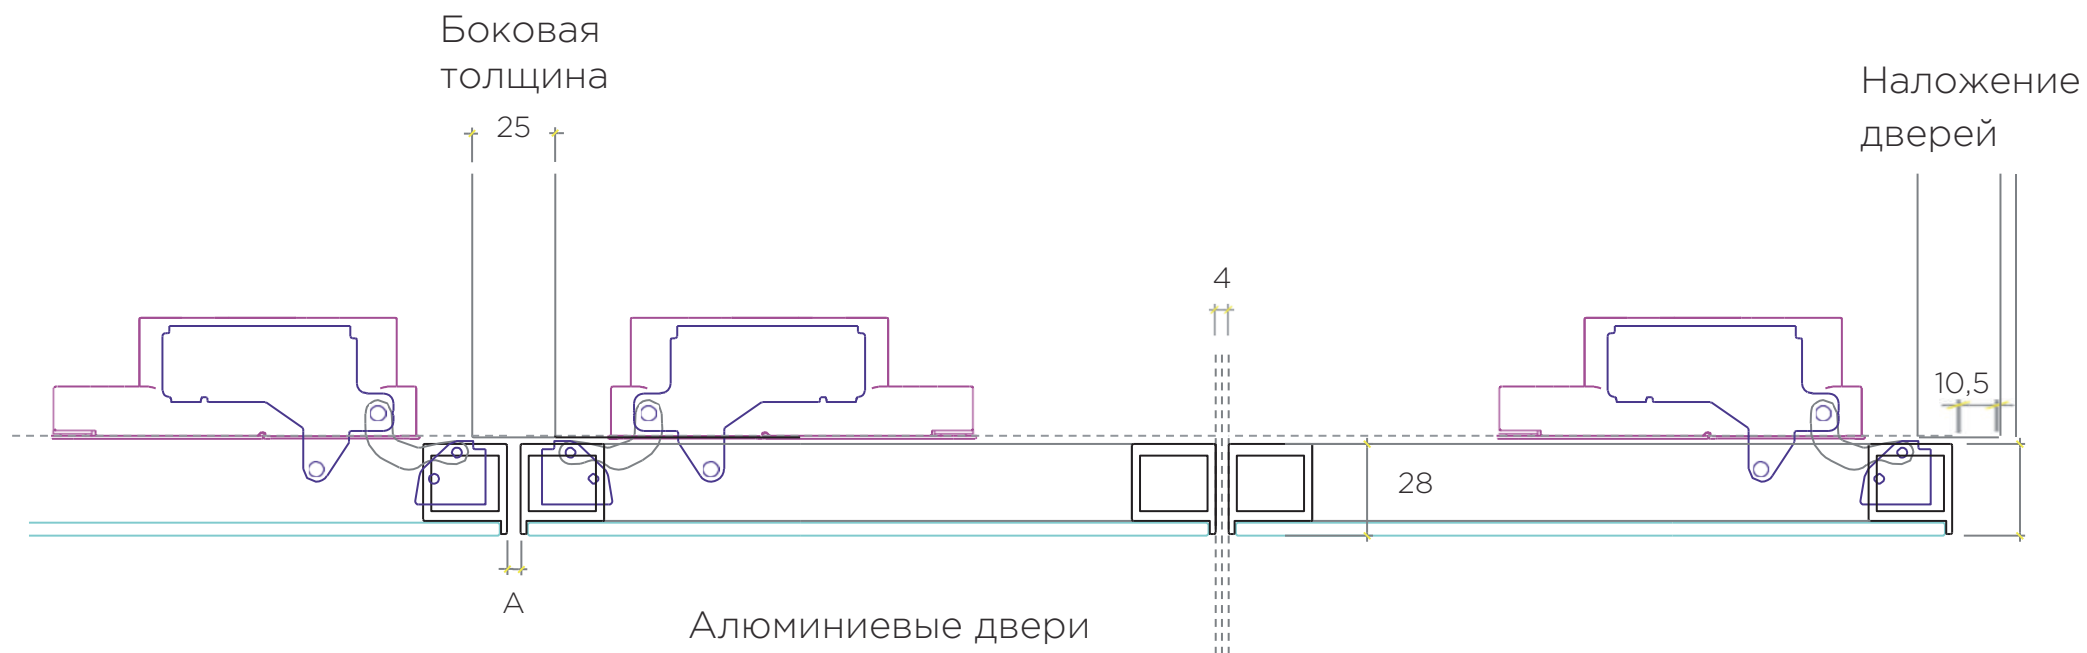 Боковая
толщина
25
Наложение
дверей
4
10,5
28
A
Алюминиевые двери